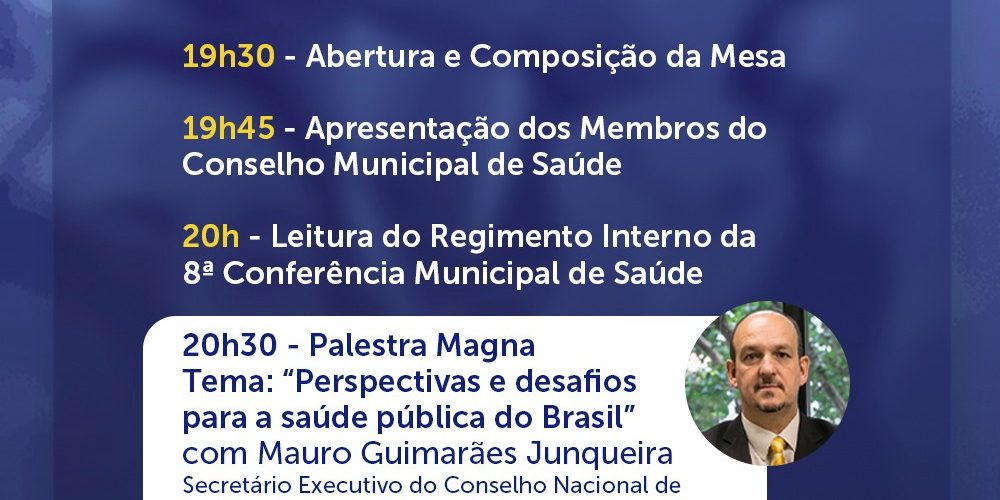 19h30 - Abertura e Composição da Mesa
19h45 - Apresentação dos Membros do
Conselho Municipal de Saúde
20h - Leitura do Regimento Interno da
8ª Conferência Municipal de Saúde
20h30 - Palestra Magna
Tema: “Perspectivas e desafios
para a saúde pública do Brasil”
com Mauro Guimarães Junqueira
Secretário Executivo do Conselho Nacional de